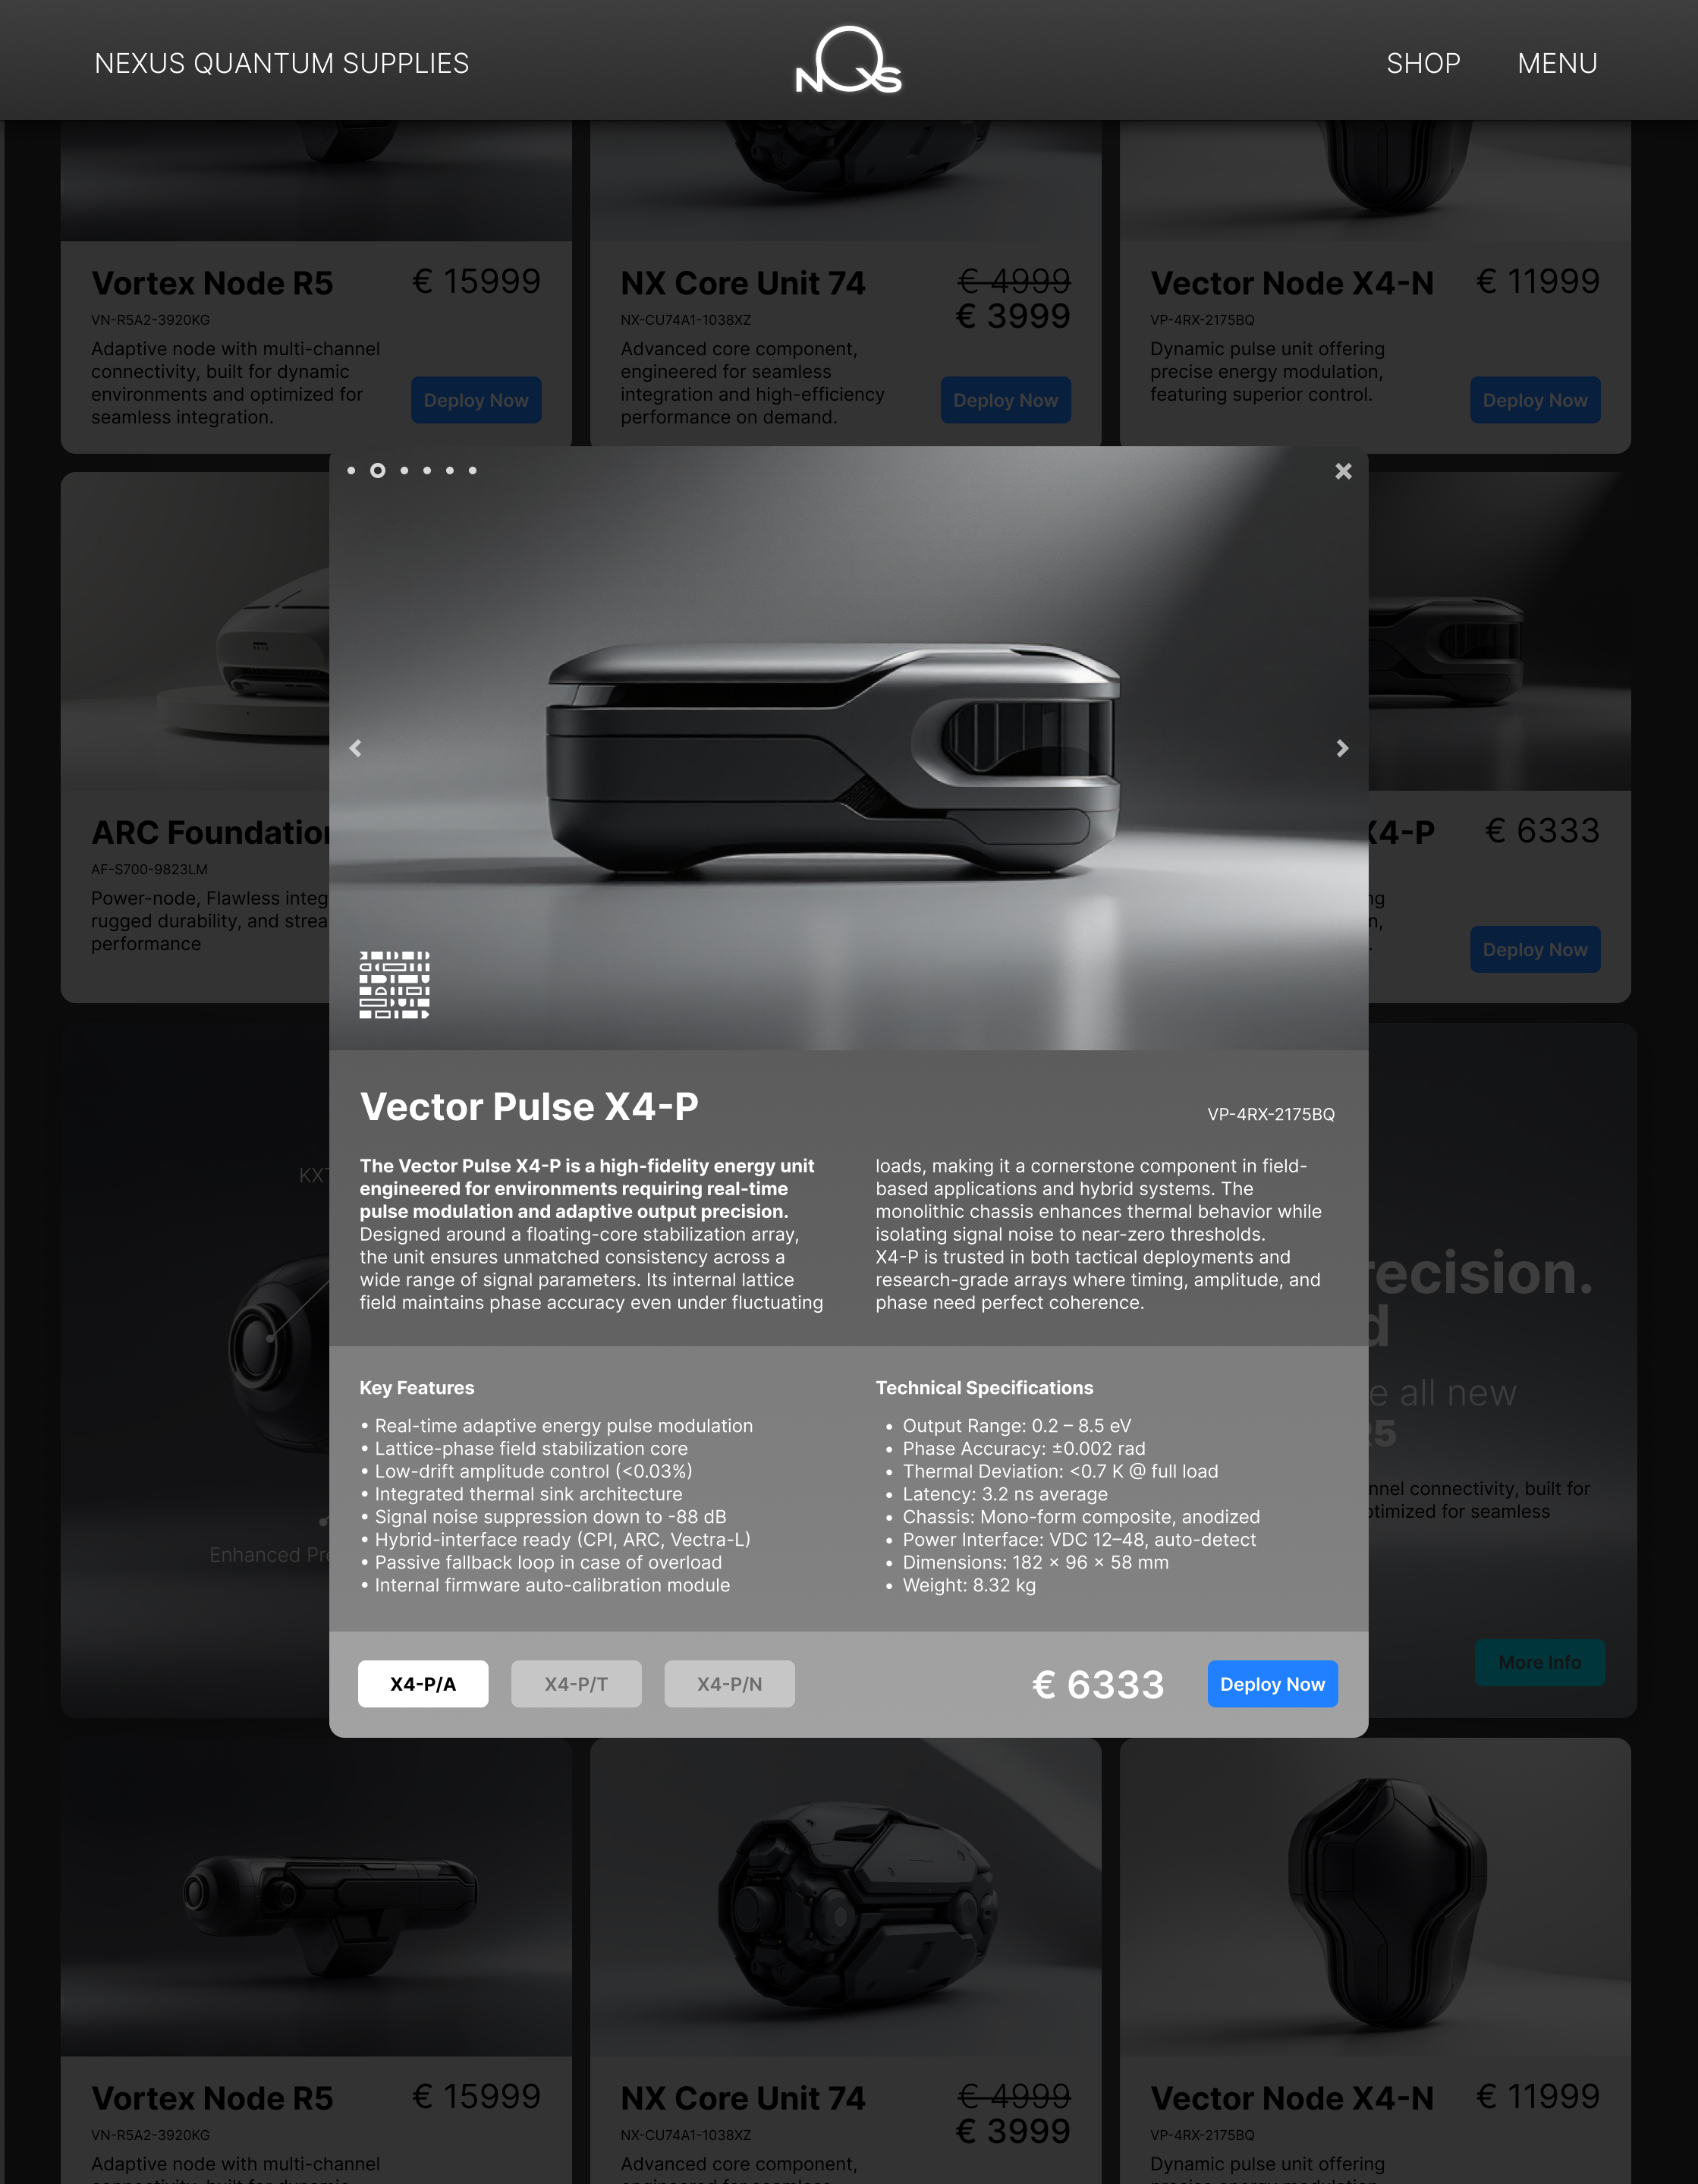 NEXUS QUANTUM SUPPLIES
NQXS
SHOP
MENU
Vortex Node R5
€ 15999
VN-R5A2-3920KG
Adaptive node with multi-channel
connectivity, built for dynamic
environments and optimized for
seamless integration.
Deploy Now
NX Core Unit 74
€ 4999
€ 3999
NX-CU74A1-1038XZ
Advanced core component,
engineered for seamless
integration and high-efficiency
performance on demand.
Deploy Now
Vector Node X4-N
€ 11999
VP-4RX-2175BQ
Dynamic pulse unit offering
precise energy modulation,
featuring superior control.
Deploy Now
ARC Foundation
AF-S700-9823LM
Power-node, Flawless integ
rugged durability, and strea
performance
X4-P
€ 6333
Deploy Now
Vector Pulse X4-P
VP-4RX-2175BQ
The Vector Pulse X4-P is a high-fidelity energy unit
engineered for environments requiring real-time
pulse modulation and adaptive output precision.
Designed around a floating-core stabilization array,
the unit ensures unmatched consistency across a
wide range of signal parameters. Its internal lattice
field maintains phase accuracy even under fluctuating
loads, making it a cornerstone component in field-
based applications and hybrid systems. The
monolithic chassis enhances thermal behavior while
isolating signal noise to near-zero thresholds.
X4-P is trusted in both tactical deployments and
research-grade arrays where timing, amplitude, and
phase need perfect coherence.
Key Features
• Real-time adaptive energy pulse modulation
• Lattice-phase field stabilization core
• Low-drift amplitude control (<0.03%)
• Integrated thermal sink architecture
• Signal noise suppression down to -88 dB
• Hybrid-interface ready (CPI, ARC, Vectra-L)
• Passive fallback loop in case of overload
• Internal firmware auto-calibration module
Technical Specifications
• Output Range: 0.2 – 8.5 eV
• Phase Accuracy: ±0.002 rad
• Thermal Deviation: <0.7 K @ full load
• Latency: 3.2 ns average
• Chassis: Mono-form composite, anodized
• Power Interface: VDC 12–48, auto-detect
• Dimensions: 182 × 96 × 58 mm
• Weight: 8.32 kg
X4-P/A
X4-P/T
X4-P/N
€ 6333
Deploy Now
KXT
Enhanced Pre
recision.
d
e all new
R5
nnel connectivity, built for
ptimized for seamless
More Info
Vortex Node R5
€ 15999
VN-R5A2-3920KG
Adaptive node with multi-channel
NX Core Unit 74
€ 4999
€ 3999
NX-CU74A1-1038XZ
Advanced core component,
Vector Node X4-N
€ 11999
VP-4RX-2175BQ
Dynamic pulse unit offering